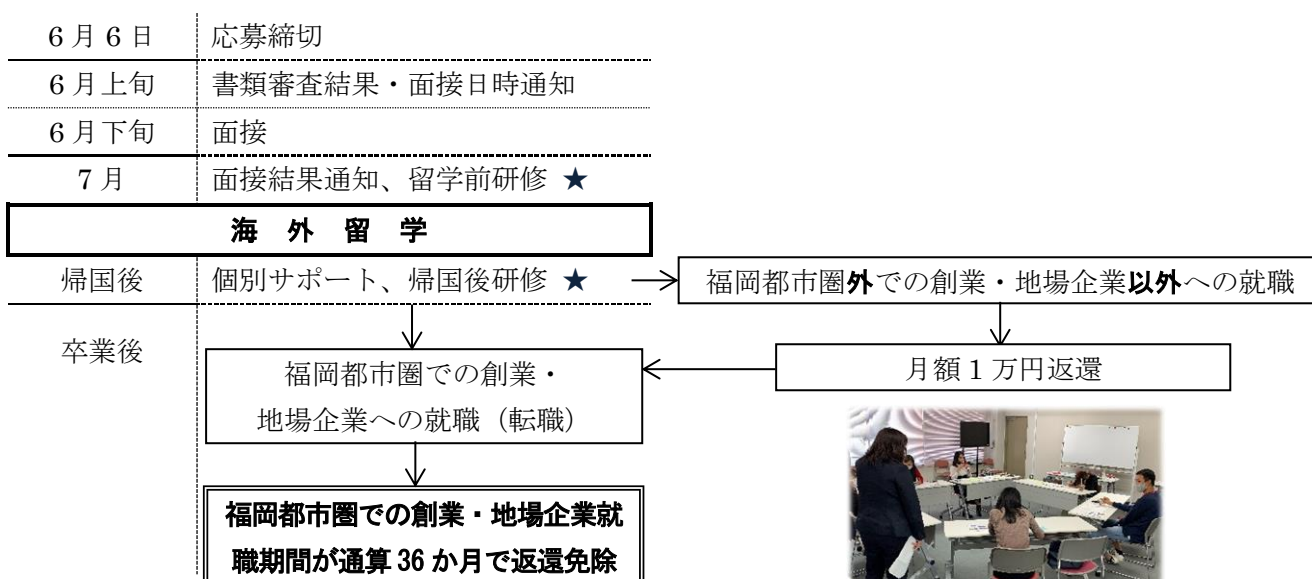 6月6日 応募締切
6月上旬 書類審査結果・面接日時通知
6月下旬 面接
7月 面接結果通知、留学前研修 ★
海 外 留 学
帰国後 個別サポート、帰国後研修 ★
福岡都市圏外での創業・地場企業以外への就職
卒業後
月額1万円返還
福岡都市圏での創業・
地場企業への就職（転職）
福岡都市圏での創業・地場企業就
職期間が通算36か月で返還免除